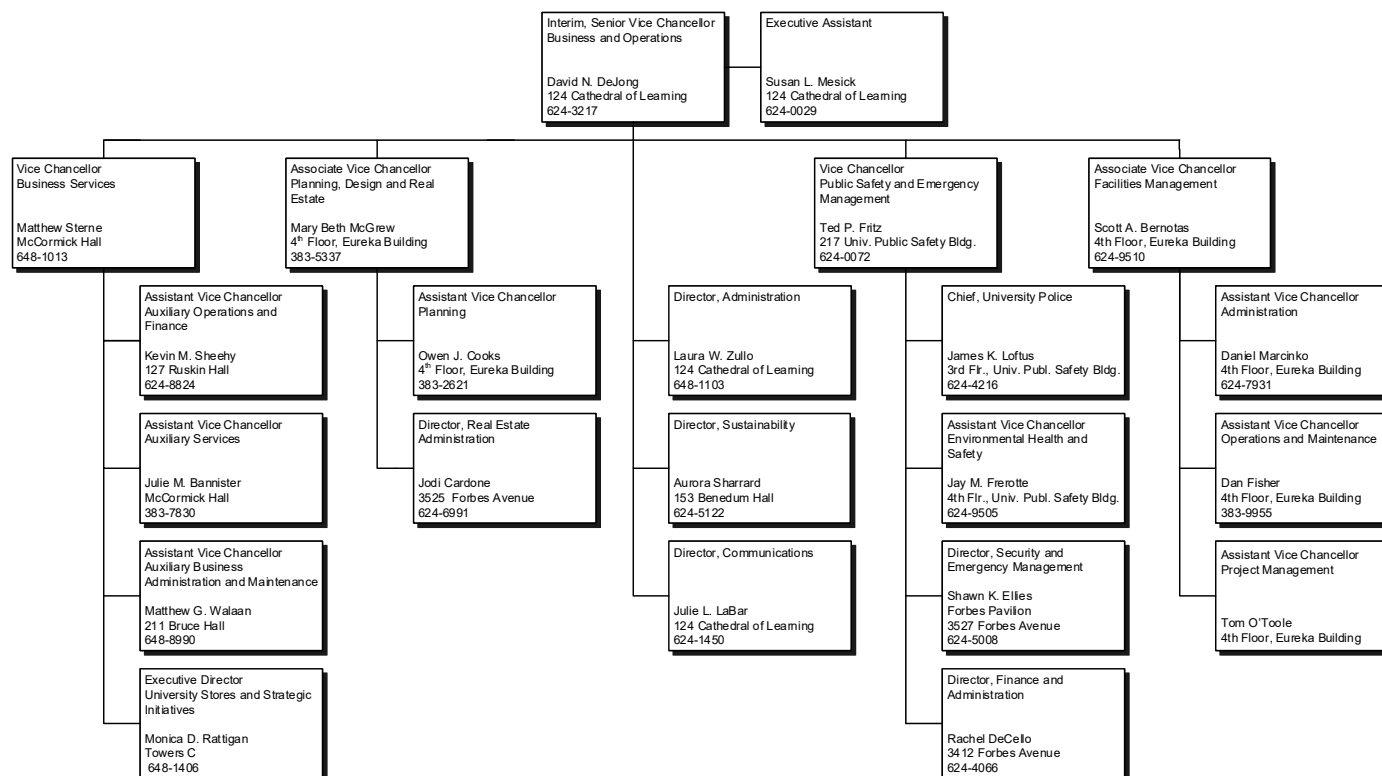 Interim, Senior Vice Chancellor
Business and Operations
David N. DeJong
124 Cathedral of Learning
624-3217
Executive Assistant
Susan L. Mesick
124 Cathedral of Learning
624-0029
Vice Chancellor
Business Services
Matthew Sterne
McCormick Hall
648-1013
Associate Vice Chancellor
Planning, Design and Real
Estate
Mary Beth McGrew
4th Floor, Eureka Building
383-5337
Vice Chancellor
Public Safety and Emergency
Management
Ted P. Fritz
217 Univ. Public Safety Bldg.
624-0072
Associate Vice Chancellor
Facilities Management
Scott A. Bernotas
4th Floor, Eureka Building
624-9510
Assistant Vice Chancellor
Auxiliary Operations and
Finance
Kevin M. Sheehy
127 Ruskin Hall
624-8824
Assistant Vice Chancellor
Planning
Owen J. Cooks
4th Floor, Eureka Building
383-2621
Director, Administration
Laura W. Zullo
124 Cathedral of Learning
648-1103
Chief, University Police
James K. Loftus
3rd Flr., Univ. Publ. Safety Bldg.
624-4216
Assistant Vice Chancellor
Administration
Daniel Marcinko
4th Floor, Eureka Building
624-7931
Assistant Vice Chancellor
Auxiliary Services
Julie M. Bannister
McCormick Hall
383-7830
Director, Real Estate
Administration
Jodi Cardone
3525 Forbes Avenue
624-6991
Director, Sustainability
Aurora Sharrard
153 Benedum Hall
624-5122
Assistant Vice Chancellor
Environmental Health and
Safety
Jay M. Frerotte
4th Flr., Univ. Publ. Safety Bldg.
624-9505
Assistant Vice Chancellor
Operations and Maintenance
Dan Fisher
4th Floor, Eureka Building
383-9955
Assistant Vice Chancellor
Auxiliary Business
Administration and Maintenance
Matthew G. Walaan
211 Bruce Hall
648-8990
Director, Communications
Julie L. LaBar
124 Cathedral of Learning
624-1450
Director, Security and
Emergency Management
Shawn K. Ellies
Forbes Pavilion
3527 Forbes Avenue
624-5008
Assistant Vice Chancellor
Project Management
Tom O'Toole
4th Floor, Eureka Building
Executive Director
University Stores and Strategic
Initiatives
Monica D. Rattigan
Towers C
648-1406
Director, Finance and
Administration
Rachel DeCello
3412 Forbes Avenue
624-4066